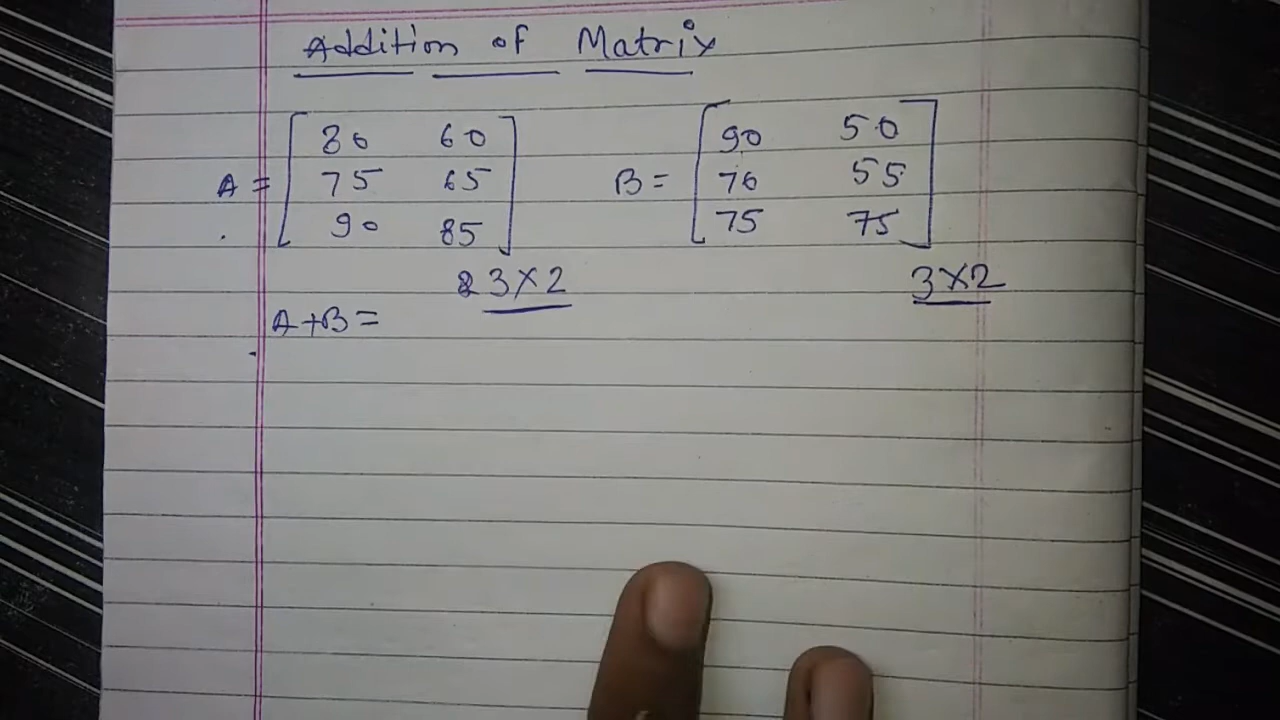 Addition of Matrix
A = [ 80 60 B = [ 90 50
75 65 70 55
90 85 ] 75 75 ]
3×2 3×2
A+B =